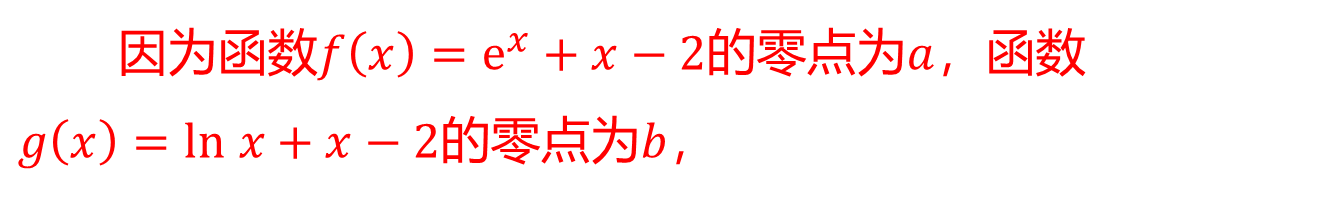 因为函数f(x) = eˣ + x − 2的零点为a，函数
g(x) = ln x + x − 2的零点为b，